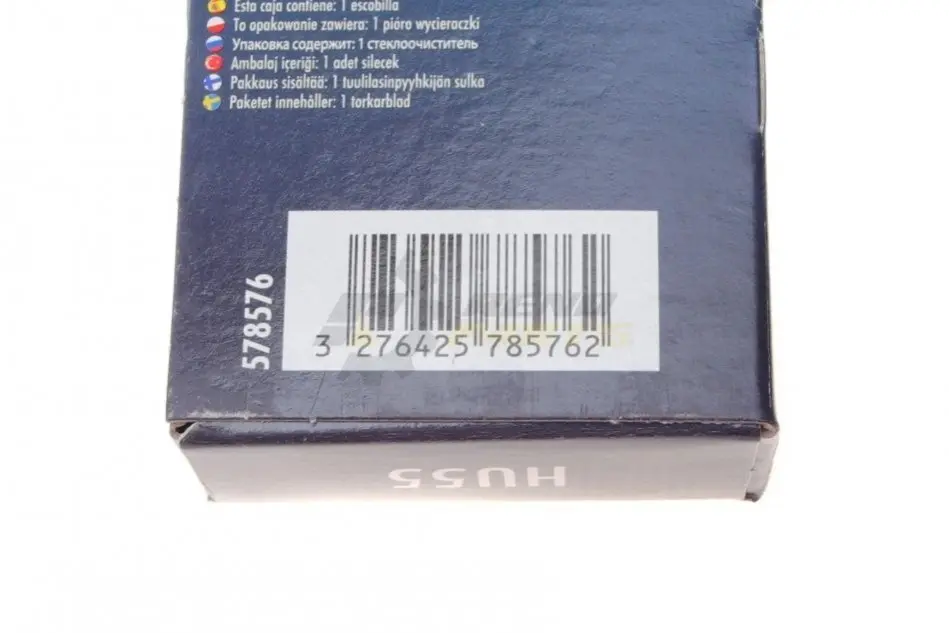 Esta caja contiene: 1 escobilla
To opakowanie zawiera: 1 pióro wycieraczki
Упаковка содержит: 1 стеклоочиститель
Ambalaj içeriği: 1 adet silecek
Pakkaus sisältää: 1 tuulilasinpyyhkijän sulka
Paketet innehöller: 1 torkarblad
578576
3 276425 785762
HU55